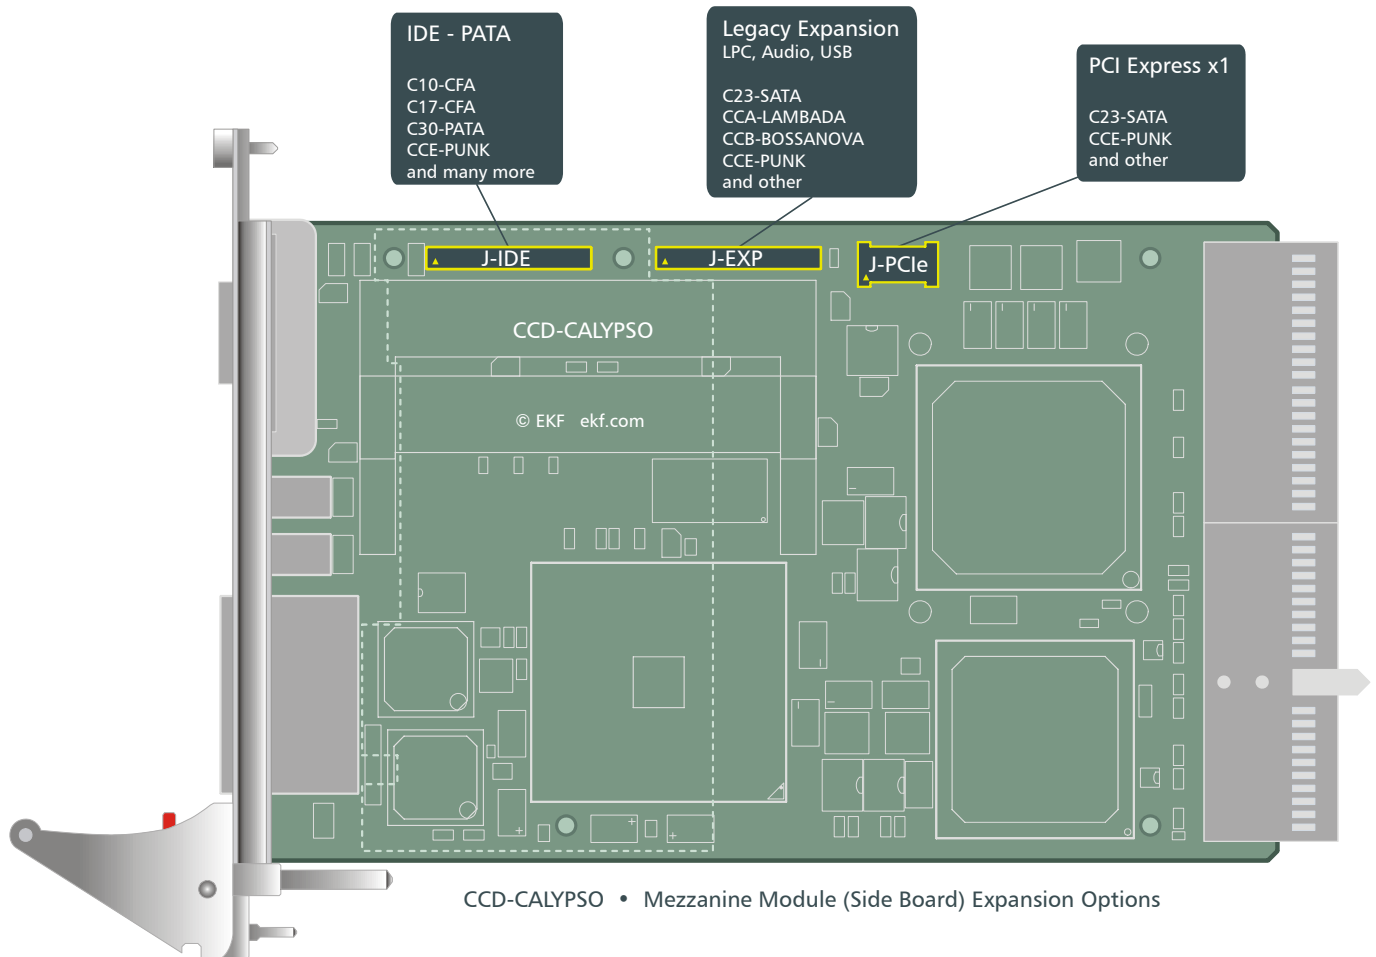 IDE - PATA
C10-CFA
C17-CFA
C30-PATA
CCE-PUNK
and many more
Legacy Expansion
LPC, Audio, USB
C23-SATA
CCA-LAMBADA
CCB-BOSSANOVA
CCE-PUNK
and other
PCI Express x1
C23-SATA
CCE-PUNK
and other
J-IDE
J-EXP
J-PCIe
CCD-CALYPSO
© EKF ekf.com
CCD-CALYPSO • Mezzanine Module (Side Board) Expansion Options